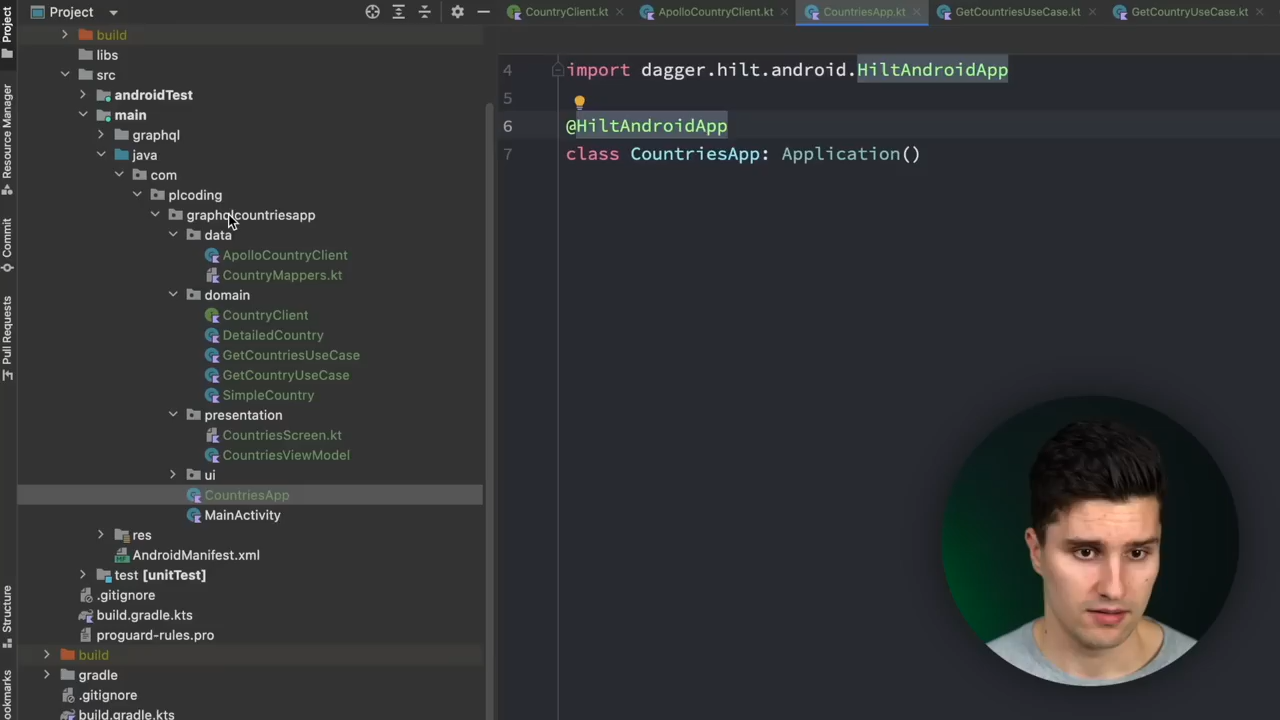 Project
CountryClient.kt
ApolloCountryClient.kt
CountriesApp.kt
GetCountriesUseCase.kt
GetCountryUseCase.kt
Project
Resource Manager
Commit
Pull Requests
Structure
ookmarks
build
libs
src
androidTest
main
graphql
java
com
plcoding
graphqlcountriesapp
data
ApolloCountryClient
CountryMappers.kt
domain
CountryClient
DetailedCountry
GetCountriesUseCase
GetCountryUseCase
SimpleCountry
presentation
CountriesScreen.kt
CountriesViewModel
ui
CountriesApp
MainActivity
res
AndroidManifest.xml
test [unitTest]
.gitignore
build.gradle.kts
proguard-rules.pro
build
gradle
.gitignore
build.gradle.kts
4 import dagger.hilt.android.HiltAndroidApp
5
6 @HiltAndroidApp
7 class CountriesApp: Application()